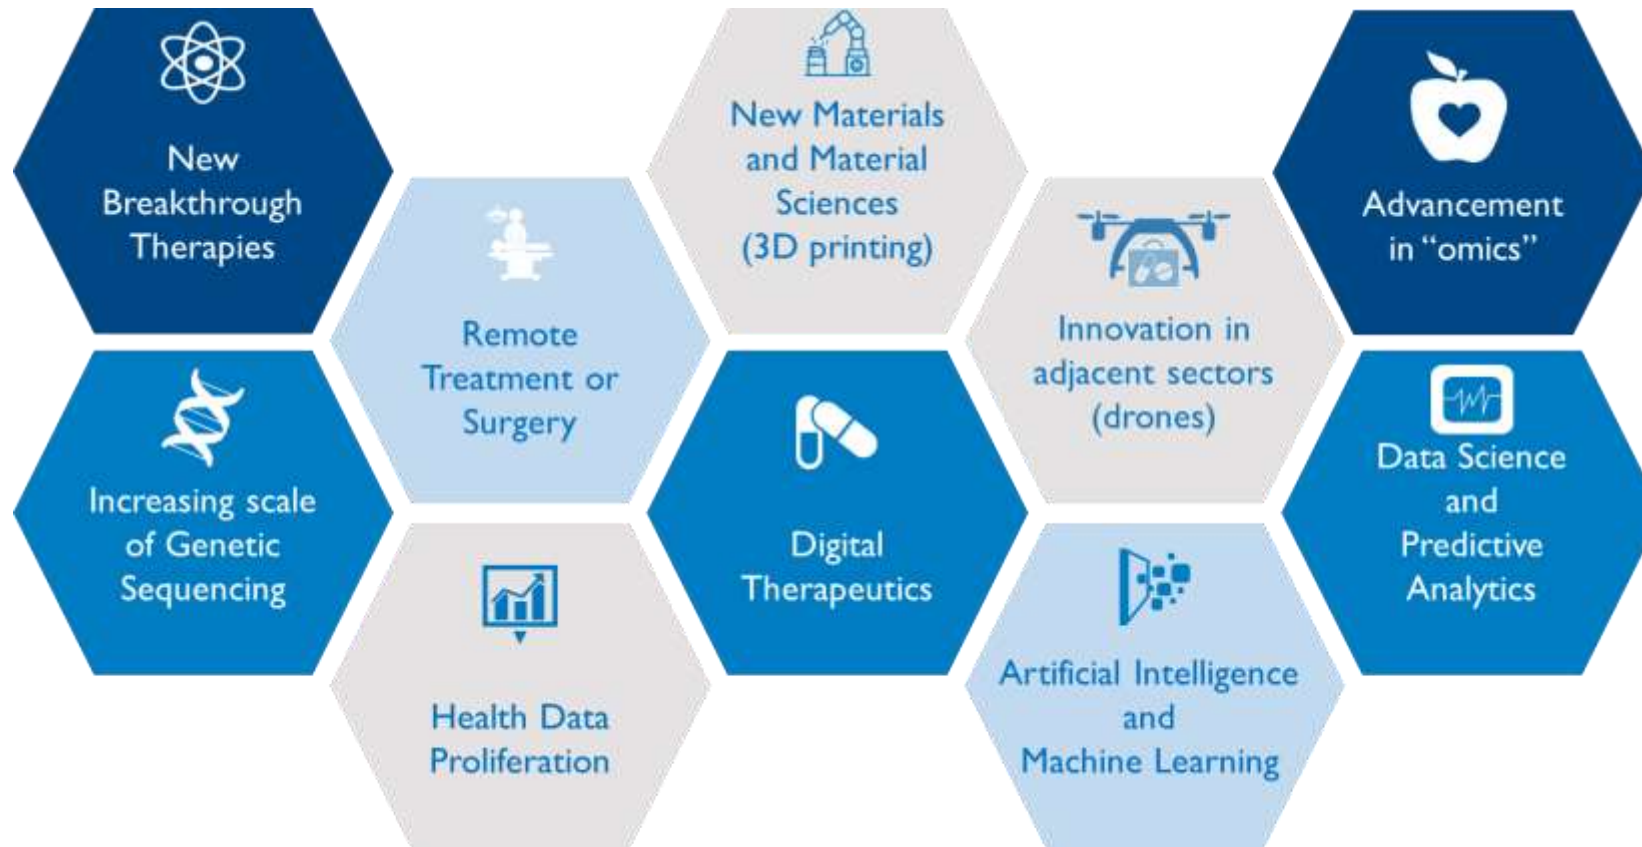 New
Breakthrough
Therapies
Increasing scale
of Genetic
Sequencing
Remote
Treatment or
Surgery
Health Data
Proliferation
New Materials
and Material
Sciences
(3D printing)
Digital
Therapeutics
Innovation in
adjacent sectors
(drones)
Artificial Intelligence
and
Machine Learning
Advancement
in “omics”
Data Science
and
Predictive
Analytics